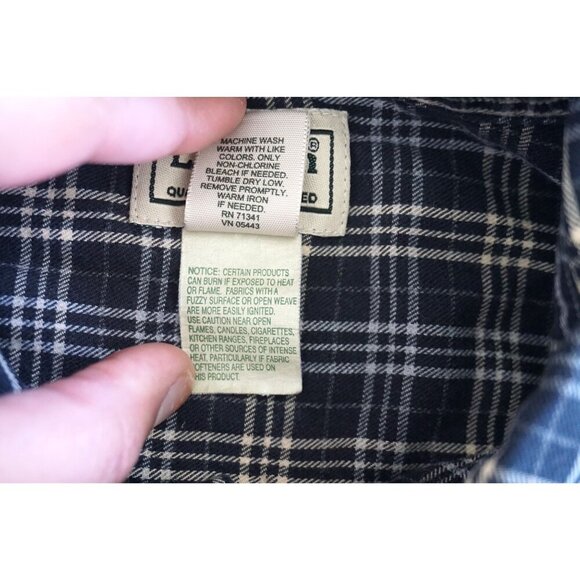 MACHINE WASH
WARM WITH LIKE
COLORS. ONLY
NON-CHLORINE
BLEACH IF NEEDED.
TUMBLE DRY LOW.
REMOVE PROMPTLY.
WARM IRON
IF NEEDED.
RN 71341
VN 05443
NOTICE: CERTAIN PRODUCTS
CAN BURN IF EXPOSED TO HEAT
OR FLAME. FABRICS WITH A
FUZZY SURFACE OR OPEN WEAVE
ARE MORE EASILY IGNITED.
USE CAUTION NEAR OPEN
FLAMES, CANDLES, CIGARETTES,
KITCHEN RANGES, FIREPLACES
OR OTHER SOURCES OF INTENSE
HEAT, PARTICULARLY IF FABRIC
SOFTENERS ARE USED ON
THIS PRODUCT.